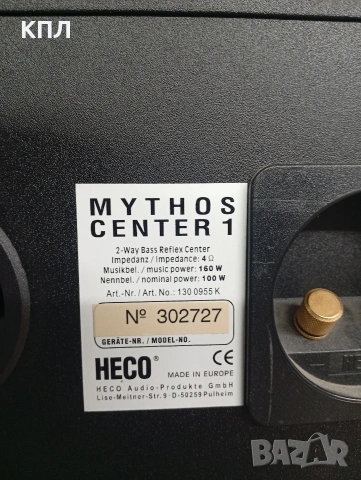 КПЛ
MYTHOS
CENTER 1
2-Way Bass Reflex Center
Impedanz / Impedance: 4 Ω
Musikbel. / music power: 160 W
Nennbel. / nominal power: 100 W
Art.-Nr. / Art.-No.: 130 0955 K
Nº 302727
GERÄTE-NR. / MODEL-NO.
HECO® CE
MADE IN EUROPE
HECO Audio-Produkte GmbH
Lise-Meitner-Str. 9 · D-50259 Pulheim
BAZAR